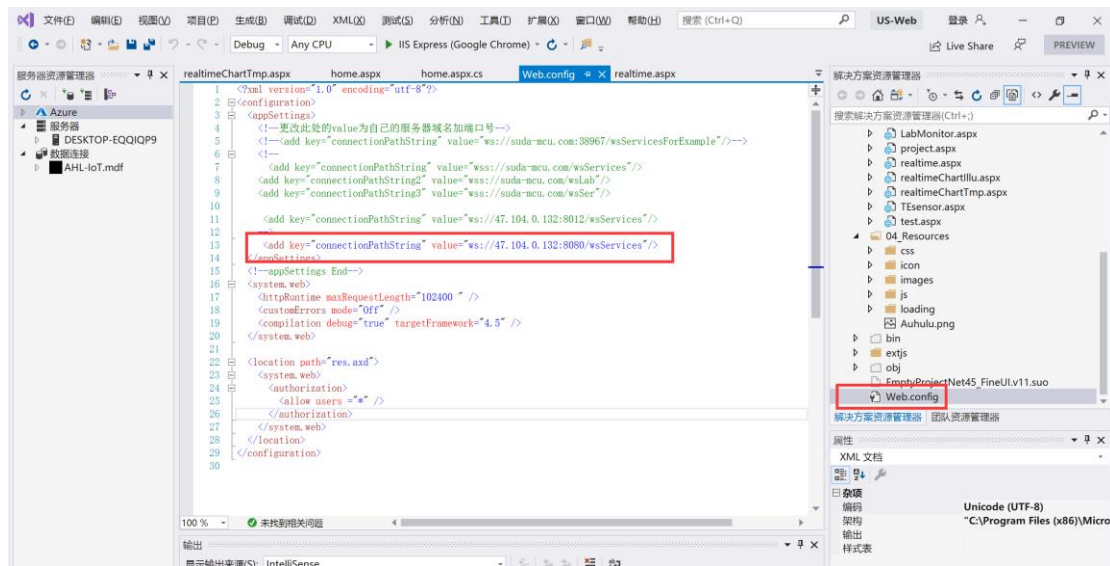 文件(F) 编辑(E) 视图(V) 项目(P) 生成(B) 调试(D) XML(X) 测试(S) 分析(N) 工具(T) 扩展(X) 窗口(W) 帮助(H) 搜索 (Ctrl+Q) US-Web 登录
Debug Any CPU IIS Express (Google Chrome) Live Share PREVIEW
服务器资源管理器
Azure
服务器
DESKTOP-EQQIQP9
数据连接
AHL-IoT.mdf
realtimeChartTmp.aspx home.aspx home.aspx.cs Web.config realtime.aspx
1 <?xml version="1.0" encoding="utf-8"?>
2 <configuration>
3 <appSettings>
4 <!--更改此处的value为自己的服务器域名加端口号-->
5 <!--<add key="connectionPathString" value="ws://suda-mcu.com:38967/wsServicesForExample"/>-->
6 <!--
7 <add key="connectionPathString" value="wss://suda-mcu.com/wsServices"/>
8 <add key="connectionPathString2" value="wss://suda-mcu.com/wsLab"/>
9 <add key="connectionPathString3" value="wss://suda-mcu.com/wsSer"/>
10
11 <add key="connectionPathString" value="ws://47.104.0.132:8012/wsServices"/>
12 -->
13 <add key="connectionPathString" value="ws://47.104.0.132:8080/wsServices"/>
14 </appSettings>
15 <!--appSettings End-->
16 <system.web>
17 <httpRuntime maxRequestLength="102400 " />
18 <customErrors mode="Off" />
19 <compilation debug="true" targetFramework="4.5" />
20 </system.web>
21
22 <location path="res.axd">
23 <system.web>
24 <authorization>
25 <allow users ="*" />
26 </authorization>
27 </system.web>
28 </location>
29 </configuration>
30
100 % 未找到相关问题
输出
显示输出来源(S): IntelliSense
解决方案资源管理器
搜索解决方案资源管理器(Ctrl+;)
LabMonitor.aspx
project.aspx
realtime.aspx
realtimeChartIllu.aspx
realtimeChartTmp.aspx
TEsensor.aspx
test.aspx
04_Resources
css
icon
images
js
loading
Auhulu.png
bin
extjs
obj
EmptyProjectNet45_FineUI.v11.suo
Web.config
解决方案资源管理器 团队资源管理器
属性
XML 文档
杂项
编码 Unicode (UTF-8)
架构 "C:\Program Files (x86)\Micro
输出
样式表